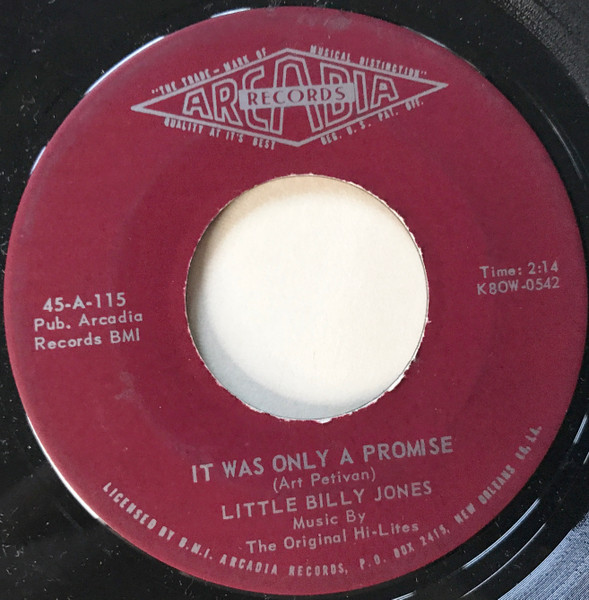 "THE TRADE - MARK OF MUSICAL DISTINCTION"
ARCADIA
RECORDS
QUALITY AT IT'S BEST REG. U.S. PAT. OFF.
45-A-115
Pub. Arcadia
Records BMI
Time: 2:14
K8OW-0542
IT WAS ONLY A PROMISE
(Art Petivan)
LITTLE BILLY JONES
Music By
The Original Hi-Lites
LICENSED BY B.M.I. ARCADIA RECORDS, P.O. BOX 2415, NEW ORLEANS 60, LA.